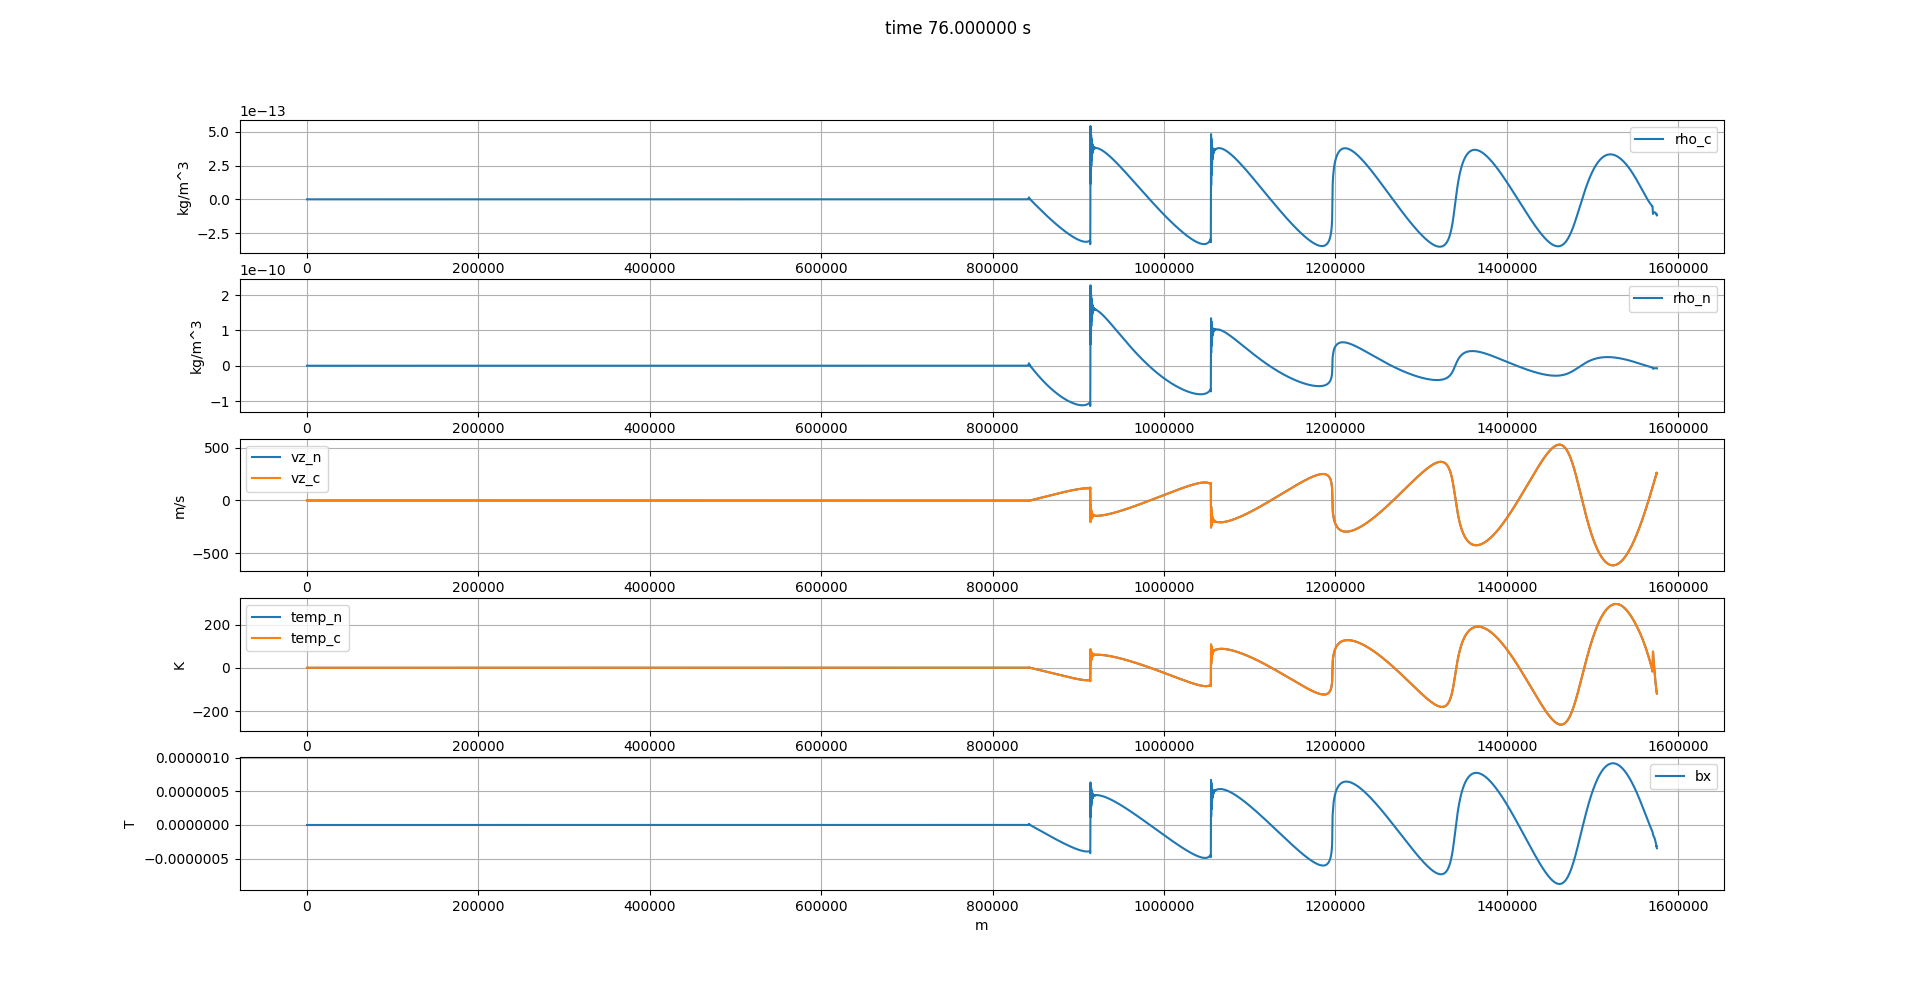 time 76.000000 s
1e−13
5.0
2.5
0.0
−2.5
kg/m^3
rho_c
0 200000 400000 600000 800000 1000000 1200000 1400000 1600000
1e−10
2
1
0
−1
kg/m^3
rho_n
0 200000 400000 600000 800000 1000000 1200000 1400000 1600000
500
0
−500
m/s
vz_n
vz_c
0 200000 400000 600000 800000 1000000 1200000 1400000 1600000
200
0
−200
K
temp_n
temp_c
0 200000 400000 600000 800000 1000000 1200000 1400000 1600000
0.0000010
0.0000005
0.0000000
−0.0000005
T
bx
0 200000 400000 600000 800000 1000000 1200000 1400000 1600000
m